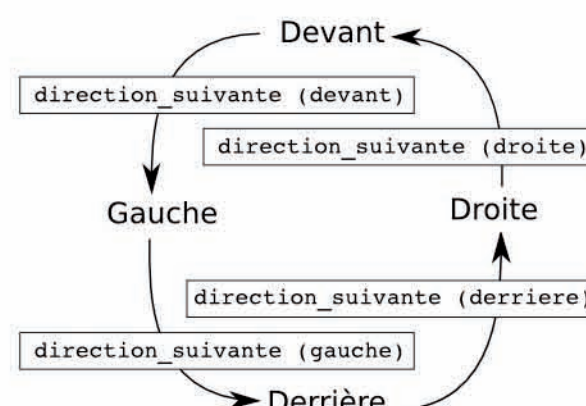 Devant
direction_suivante (devant)
direction_suivante (droite)
Gauche
Droite
direction_suivante (derriere)
direction_suivante (gauche)
Derrière